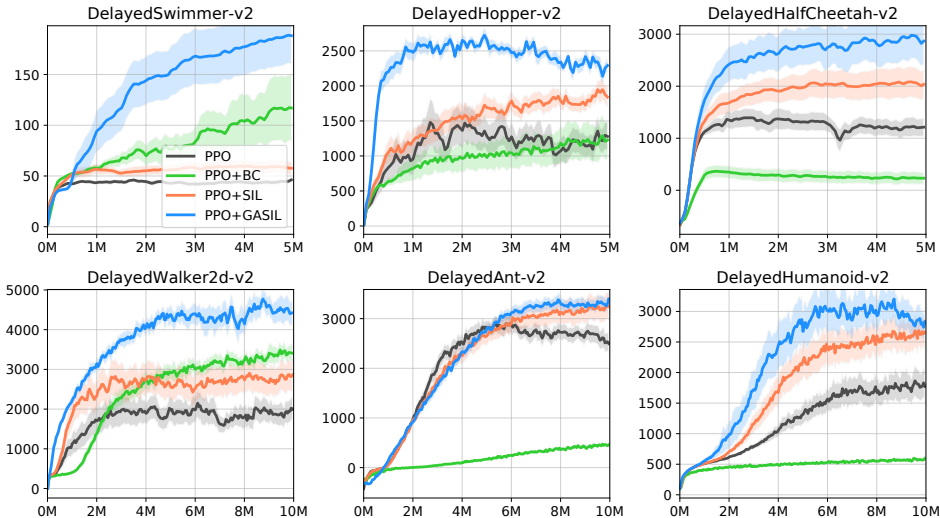 DelayedSwimmer-v2
150
100
50
0
0M 1M 2M 3M 4M 5M
PPO
PPO+BC
PPO+SIL
PPO+GASIL
DelayedHopper-v2
2500
2000
1500
1000
500
0
0M 1M 2M 3M 4M 5M
DelayedHalfCheetah-v2
3000
2000
1000
0
0M 1M 2M 3M 4M 5M
DelayedWalker2d-v2
5000
4000
3000
2000
1000
0
0M 2M 4M 6M 8M 10M
DelayedAnt-v2
3000
2000
1000
0
0M 2M 4M 6M 8M 10M
DelayedHumanoid-v2
3000
2500
2000
1500
1000
500
0
0M 2M 4M 6M 8M 10M